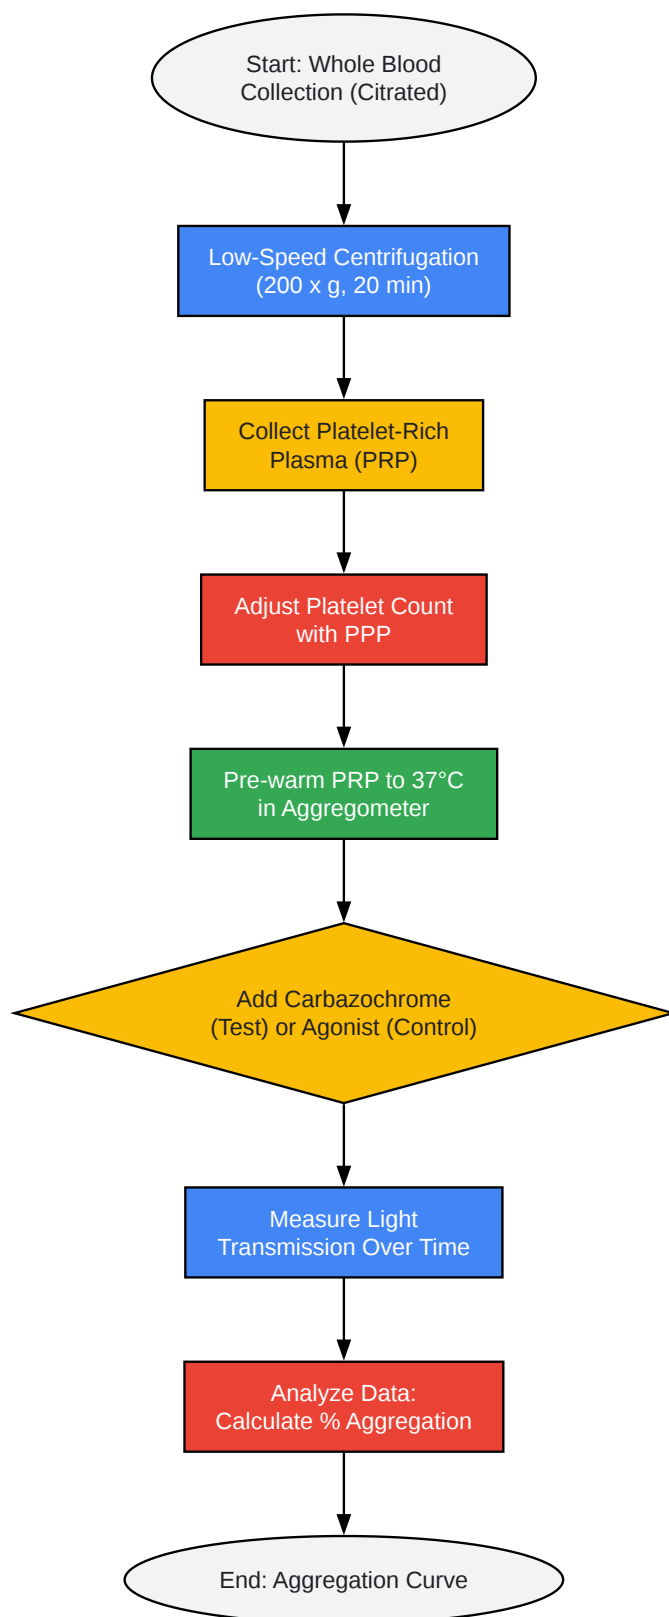 Start: Whole Blood
Collection (Citrated)
Low-Speed Centrifugation
(200 x g, 20 min)
Collect Platelet-Rich
Plasma (PRP)
Adjust Platelet Count
with PPP
Pre-warm PRP to 37°C
in Aggregometer
Add Carbazochrome
(Test) or Agonist (Control)
Measure Light
Transmission Over Time
Analyze Data:
Calculate % Aggregation
End: Aggregation Curve